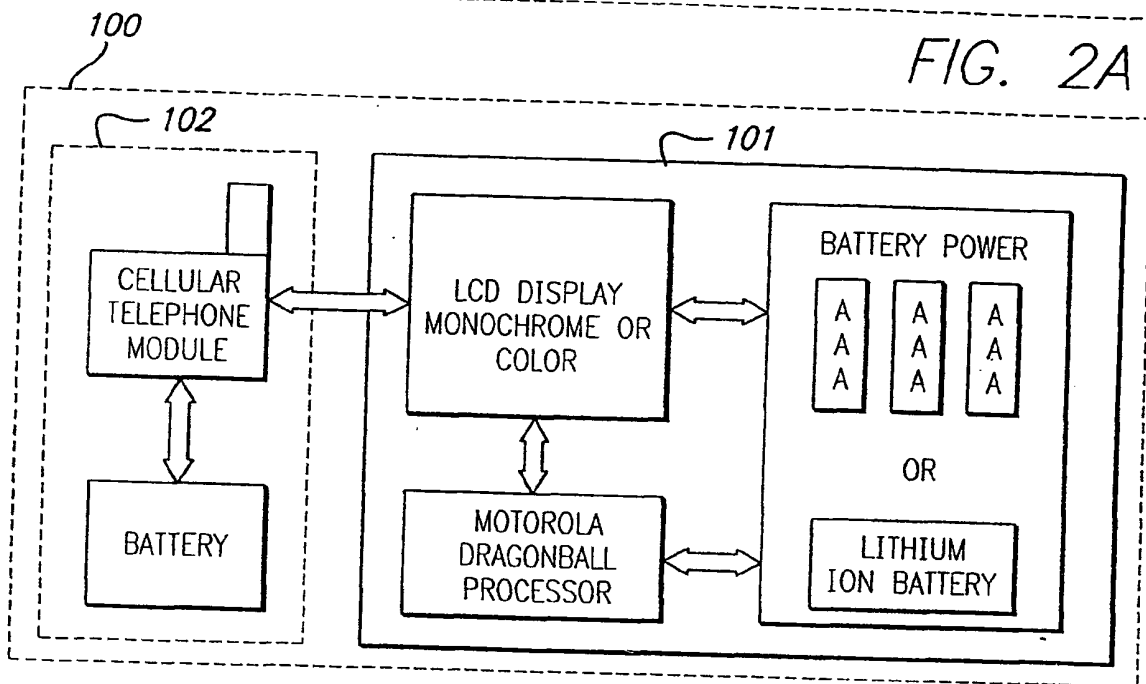 FIG. 2A
100
102
101
CELLULAR
TELEPHONE
MODULE
BATTERY
LCD DISPLAY
MONOCHROME OR
COLOR
MOTOROLA
DRAGONBALL
PROCESSOR
BATTERY POWER
A A A
A A A
A A A
OR
LITHIUM
ION BATTERY